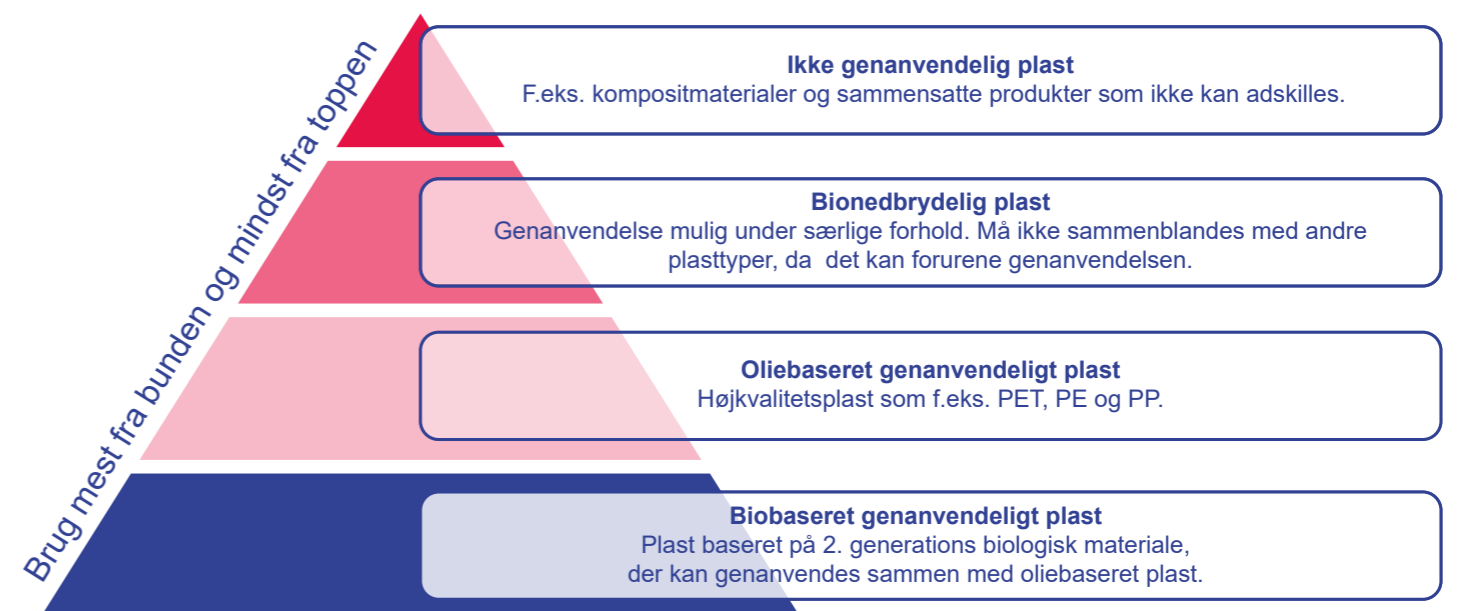 Brug mest fra bunden og mindst fra toppen
Ikke genanvendelig plast
F.eks. kompositmaterialer og sammensatte produkter som ikke kan adskilles.
Bionedbrydelig plast
Genanvendelse mulig under særlige forhold. Må ikke sammenblandes med andre
plasttyper, da  det kan forurene genanvendelsen.
Oliebaseret genanvendeligt plast
Højkvalitetsplast som f.eks. PET, PE og PP.
Biobaseret genanvendeligt plast
Plast baseret på 2. generations biologisk materiale,
der kan genanvendes sammen med oliebaseret plast.